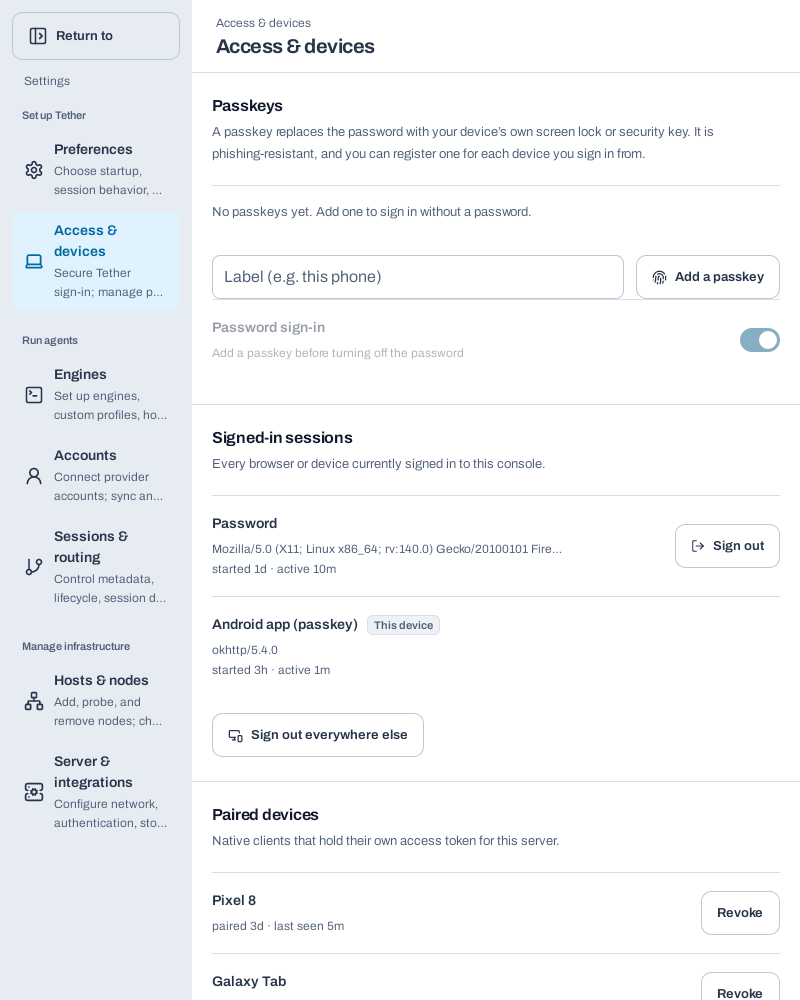 Return to
Settings
Set up Tether
Preferences
Choose startup,
session behavior, ...
Access &
devices
Secure Tether
sign-in; manage p...
Run agents
Engines
Set up engines,
custom profiles, ho...
Accounts
Connect provider
accounts; sync an...
Sessions &
routing
Control metadata,
lifecycle, session d...
Manage infrastructure
Hosts & nodes
Add, probe, and
remove nodes; ch...
Server &
integrations
Configure network,
authentication, sto...
Access & devices
Access & devices
Passkeys
A passkey replaces the password with your device’s own screen lock or security key. It is
phishing-resistant, and you can register one for each device you sign in from.
No passkeys yet. Add one to sign in without a password.
Label (e.g. this phone)
Add a passkey
Password sign-in
Add a passkey before turning off the password
Signed-in sessions
Every browser or device currently signed in to this console.
Password
Mozilla/5.0 (X11; Linux x86_64; rv:140.0) Gecko/20100101 Fire...
started 1d · active 10m
Sign out
Android app (passkey) This device
okhttp/5.4.0
started 3h · active 1m
Sign out everywhere else
Paired devices
Native clients that hold their own access token for this server.
Pixel 8
paired 3d · last seen 5m
Revoke
Galaxy Tab
Revoke